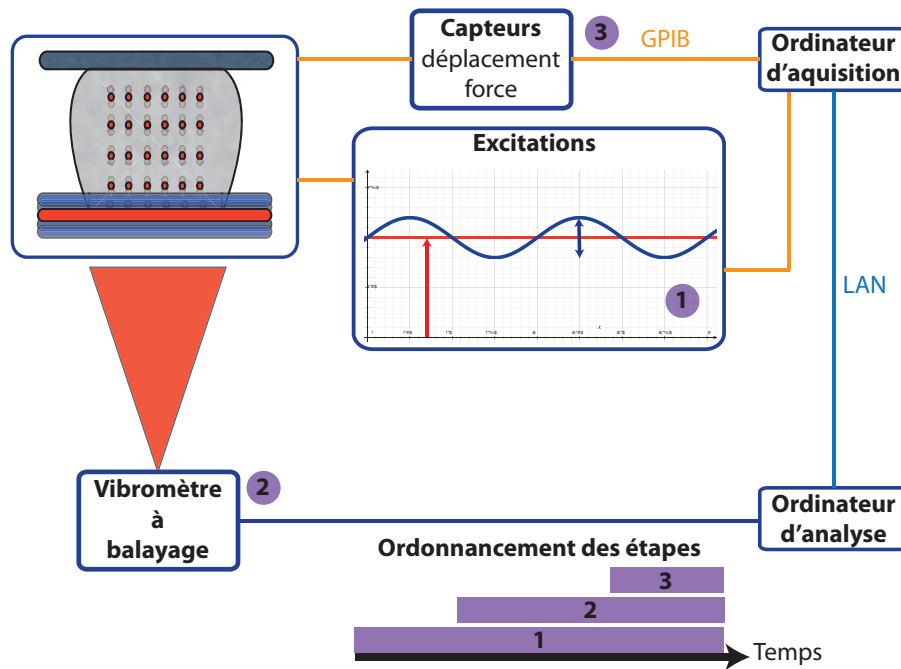 Capteurs
déplacement
force
3
GPIB
Ordinateur
d'aquisition
Excitations
1
LAN
Vibromètre
à
balayage
2
Ordinateur
d'analyse
Ordonnancement des étapes
3
2
1
Temps